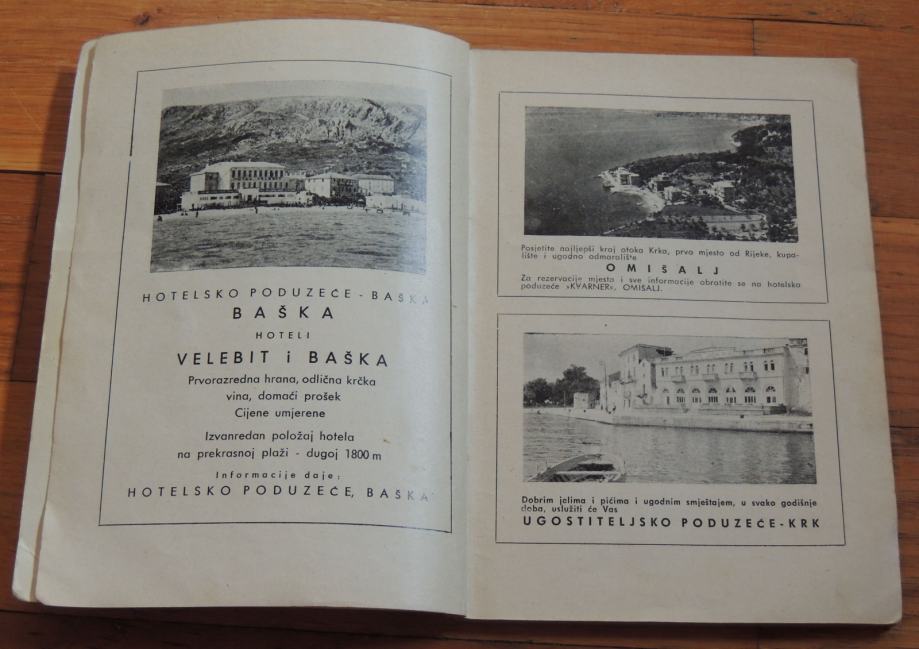 HOTELSKO PODUZEĆE - BAŠKA
BAŠKA
HOTELI
VELEBIT i BAŠKA
Prvorazredna hrana, odlična krčka
vina, domaći prošek
Cijene umjerene
Izvanredan položaj hotela
na prekrasnoj plaži - dugoj 1800 m
Informacije daje:
HOTELSKO PODUZEĆE, BAŠKA
Posjetite najljepši kraj otoka Krka, prvo mjesto od Rijeke, kupa-
lište i ugodno odmaralište
OMIŠALJ
Za rezervacije mjesta i sve informacije obratite se na hotelsko
poduzeće »KVARNER«, OMIŠALJ.
Dobrim jelima i pićima i ugodnim smještajem, u svako godišnje
doba, uslužiti će Vas
UGOSTITELJSKO PODUZEĆE - KRK